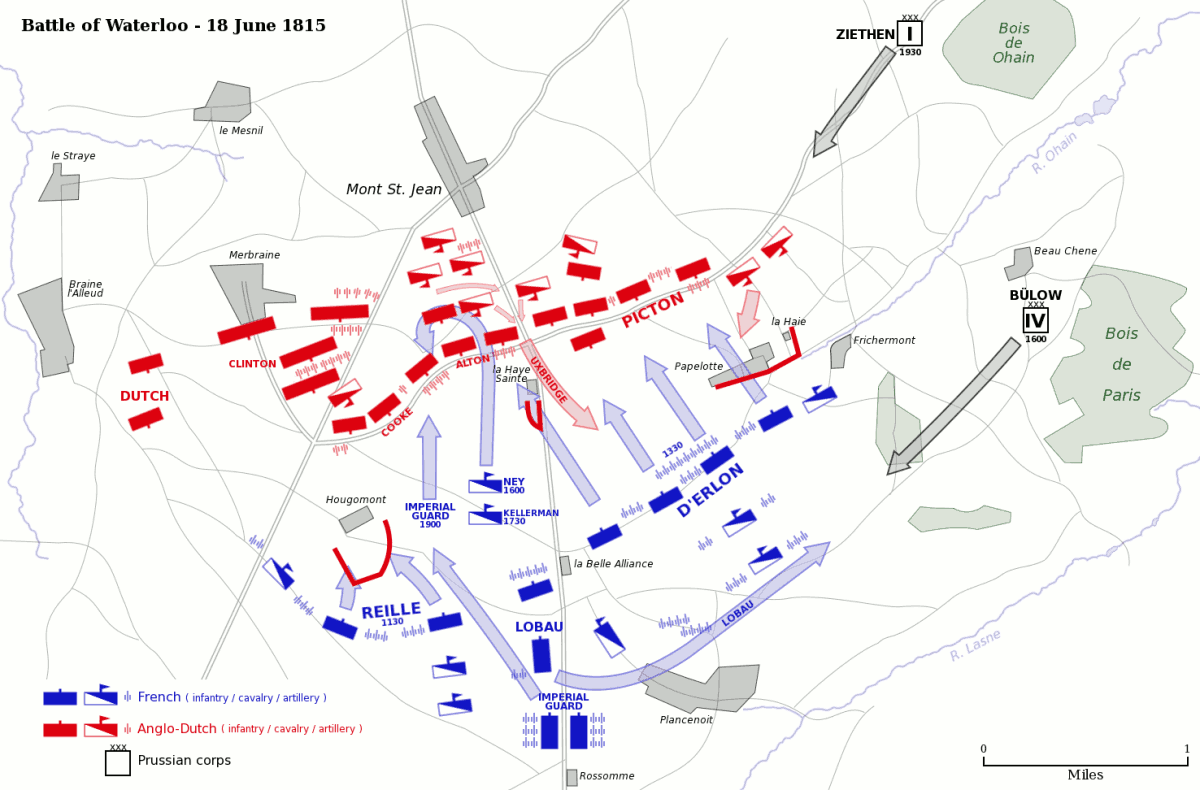 Battle of Waterloo - 18 June 1815
xxx
ZIETHEN I
1930
Bois
de
Ohain
le Mesnil
le Straye
R. Ohain
Mont St. Jean
Merbraine
Beau Chene
Braine
l'Alleud
BÜLOW
xxx
IV
1600
PICTON
la Haie
Frichermont
Bois
de
Paris
CLINTON
ALTON
la Haye
Sainte
UXBRIDGE
Papelotte
DUTCH
COOKE
1330
D'ERLON
NEY
1600
Hougomont
IMPERIAL
GUARD
1900
KELLERMAN
1730
la Belle Alliance
REILLE
1130
LOBAU
LOBAU
R. Lasne
French ( infantry / cavalry / artillery )
IMPERIAL
GUARD
Plancenoit
Anglo-Dutch ( infantry / cavalry / artillery )
xxx
Prussian corps
0 1
Miles
Rossomme